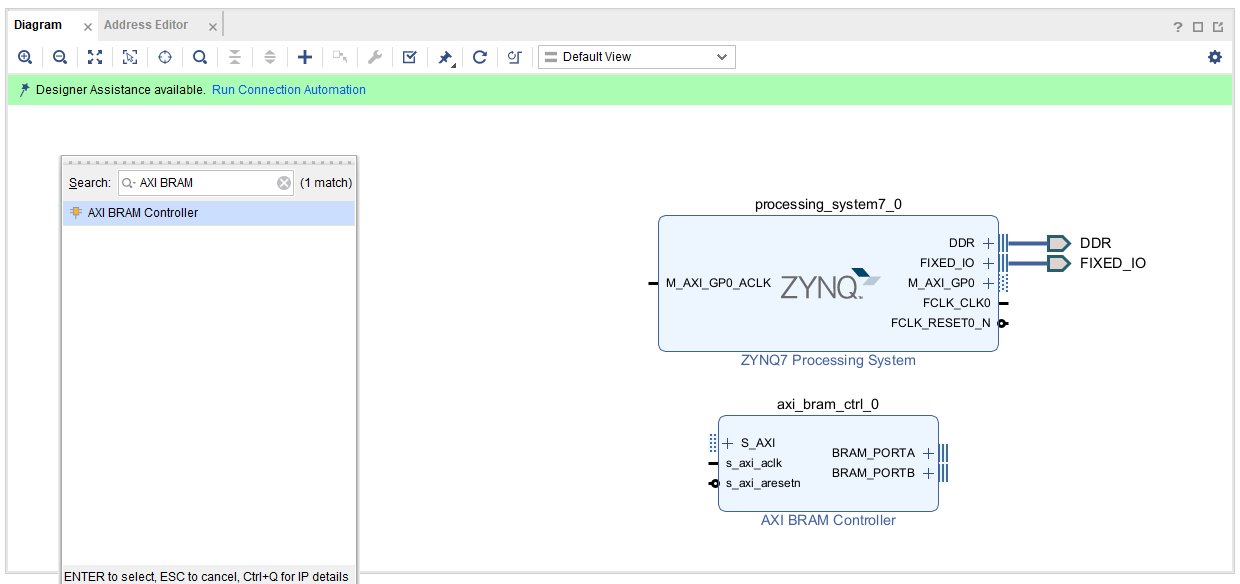 Diagram
Address Editor
?
Default View
Designer Assistance available. Run Connection Automation
Search: AXI BRAM (1 match)
AXI BRAM Controller
ENTER to select, ESC to cancel, Ctrl+Q for IP details
processing_system7_0
DDR
FIXED_IO
M_AXI_GP0_ACLK
M_AXI_GP0
FCLK_CLK0
FCLK_RESET0_N
ZYNQ™
DDR
FIXED_IO
ZYNQ7 Processing System
axi_bram_ctrl_0
S_AXI
s_axi_aclk
s_axi_aresetn
BRAM_PORTA
BRAM_PORTB
AXI BRAM Controller